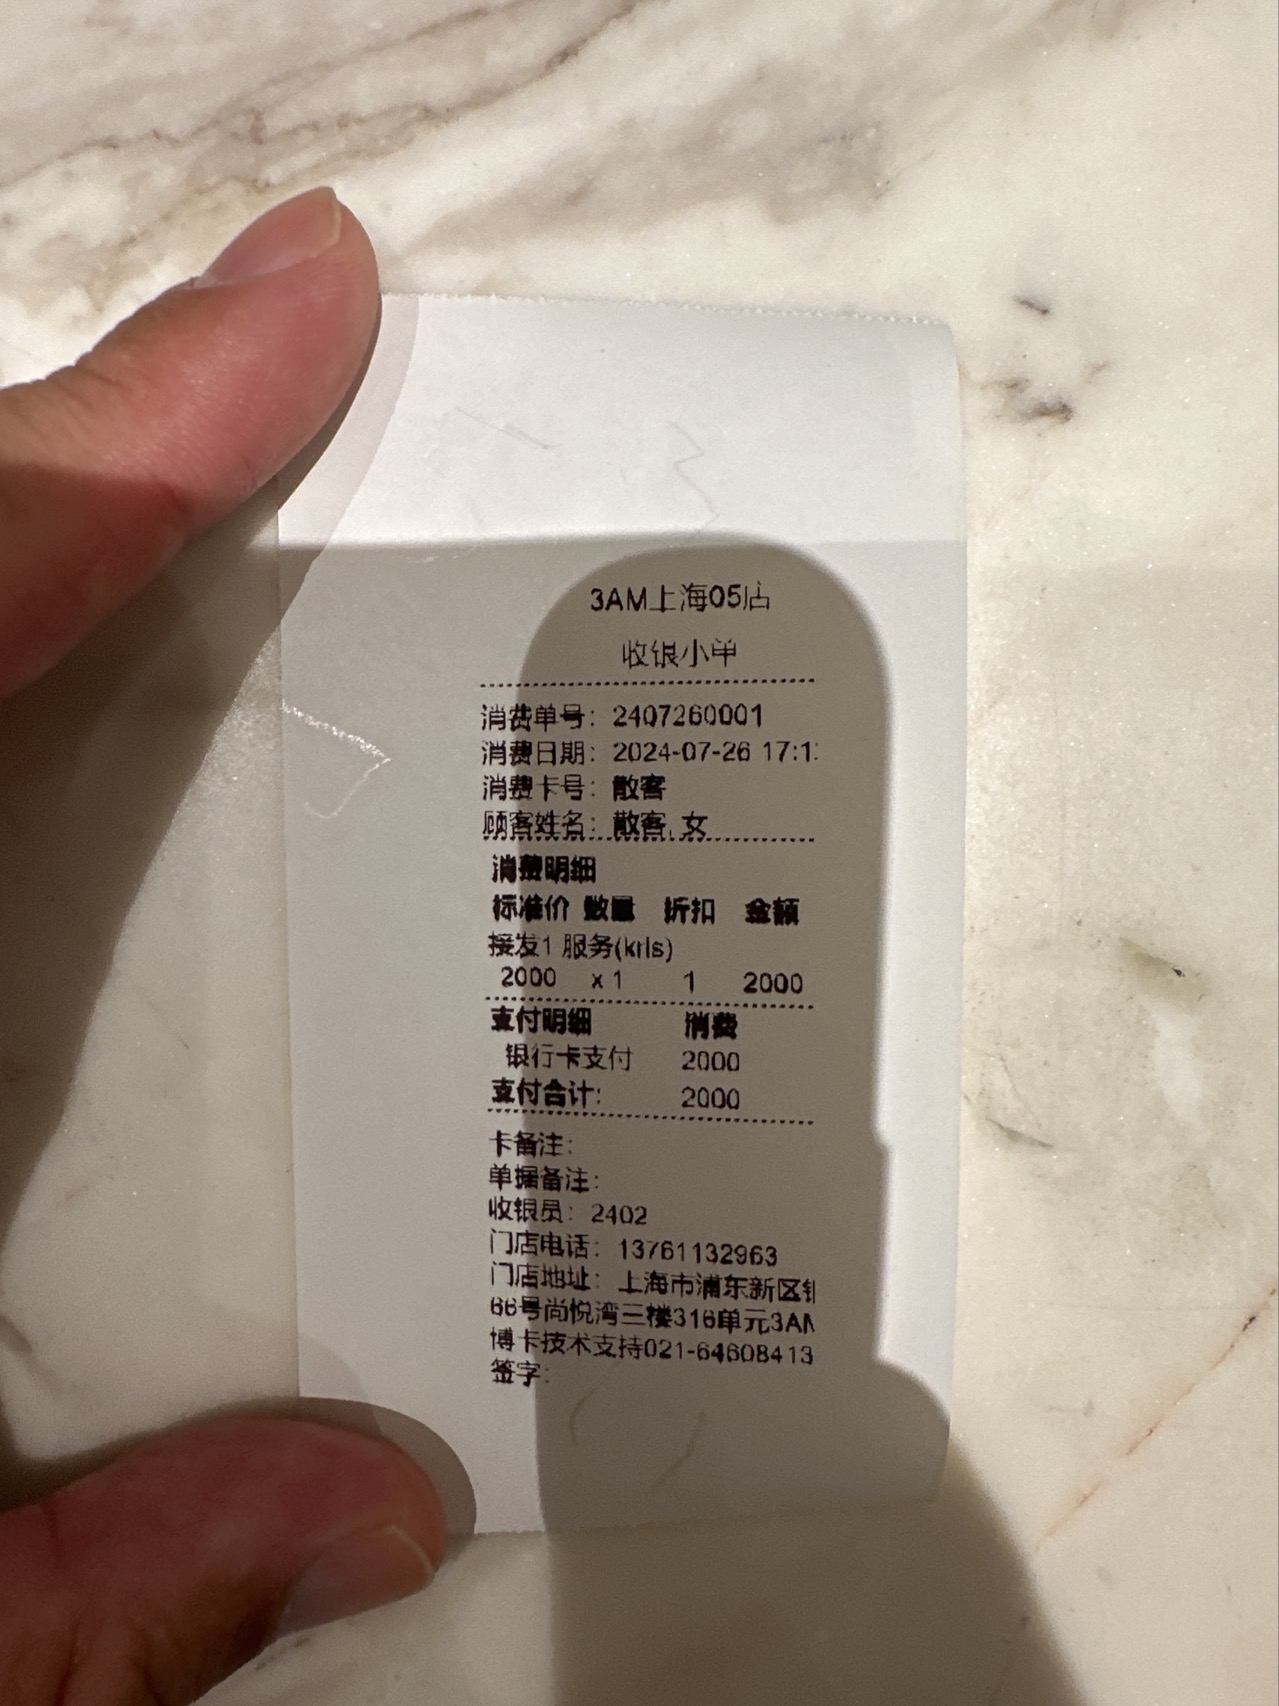 3AM上海05店
收银小单
消费单号：2407260001
消费日期：2024-07-26 17:1
消费卡号：散客
顾客姓名：散客,女
消费明细
标准价 数量 折扣 金额
接发1 服务(kris)
2000 x 1 1 2000
支付明细 消费
银行卡支付 2000
支付合计: 2000
卡备注:
单据备注:
收银员：2402
门店电话：13761132963
门店地址：上海市浦东新区
66号尚悦湾三楼316单元3AM
博卡技术支持021-64608413
签字: